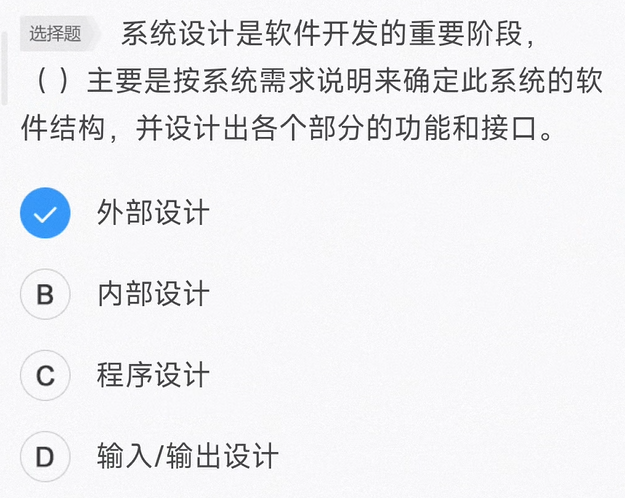 选择题 系统设计是软件开发的重要阶段，
（ ）主要是按系统需求说明来确定此系统的软
件结构，并设计出各个部分的功能和接口。
外部设计
B 内部设计
C 程序设计
D 输入/输出设计